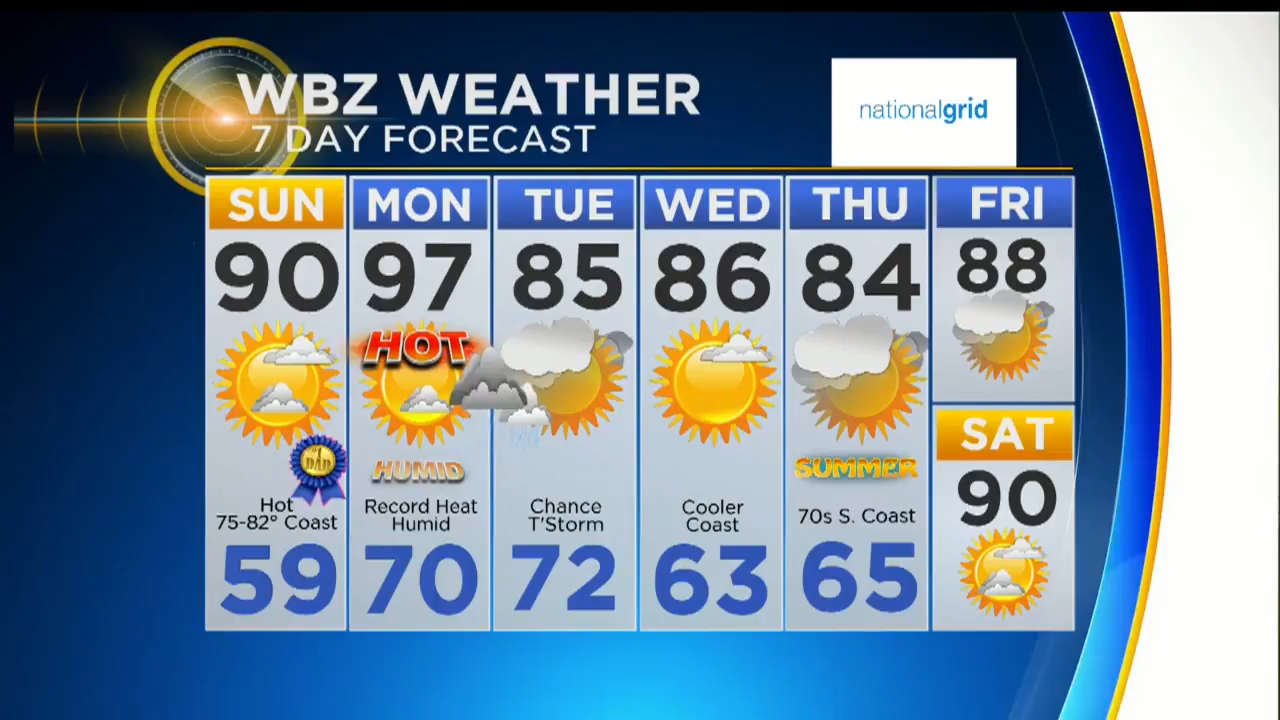 WBZ WEATHER
7 DAY FORECAST
nationalgrid
SUN
90
#1
DAD
Hot
75-82° Coast
59
MON
97
HOT
HUMID
Record Heat
Humid
70
TUE
85
Chance
T'Storm
72
WED
86
Cooler
Coast
63
THU
84
SUMMER
70s S. Coast
65
FRI
88
SAT
90